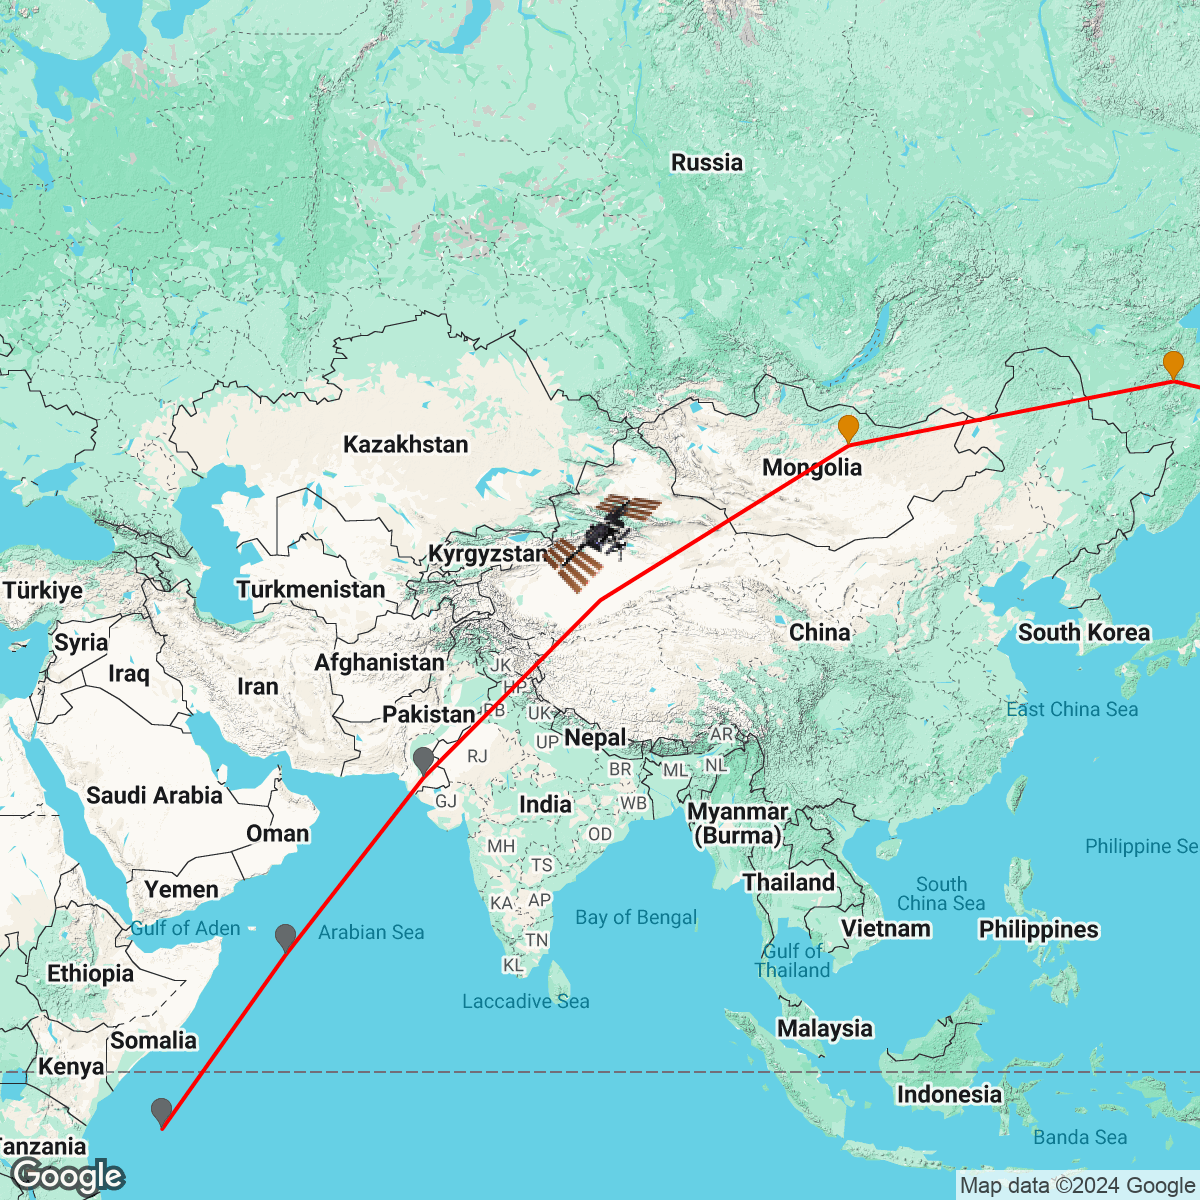 Russia
Kazakhstan
Mongolia
Kyrgyzstan
Türkiye
Turkmenistan
China
South Korea
Syria
Iraq
Afghanistan
JK
Iran
HP
Pakistan
PB
UK
East China Sea
Nepal
AR
UP
RJ
NL
BR
ML
Saudi Arabia
GJ
India
WB
Myanmar
(Burma)
Oman
OD
MH
Philippine Se
TS
Yemen
Thailand
South
China Sea
KA
AP
Gulf of Aden
Arabian Sea
Bay of Bengal
Vietnam
Philippines
TN
Gulf of
Thailand
KL
Ethiopia
Laccadive Sea
Malaysia
Somalia
Kenya
Indonesia
Banda Sea
anzania
Google
Map data ©2024 Google